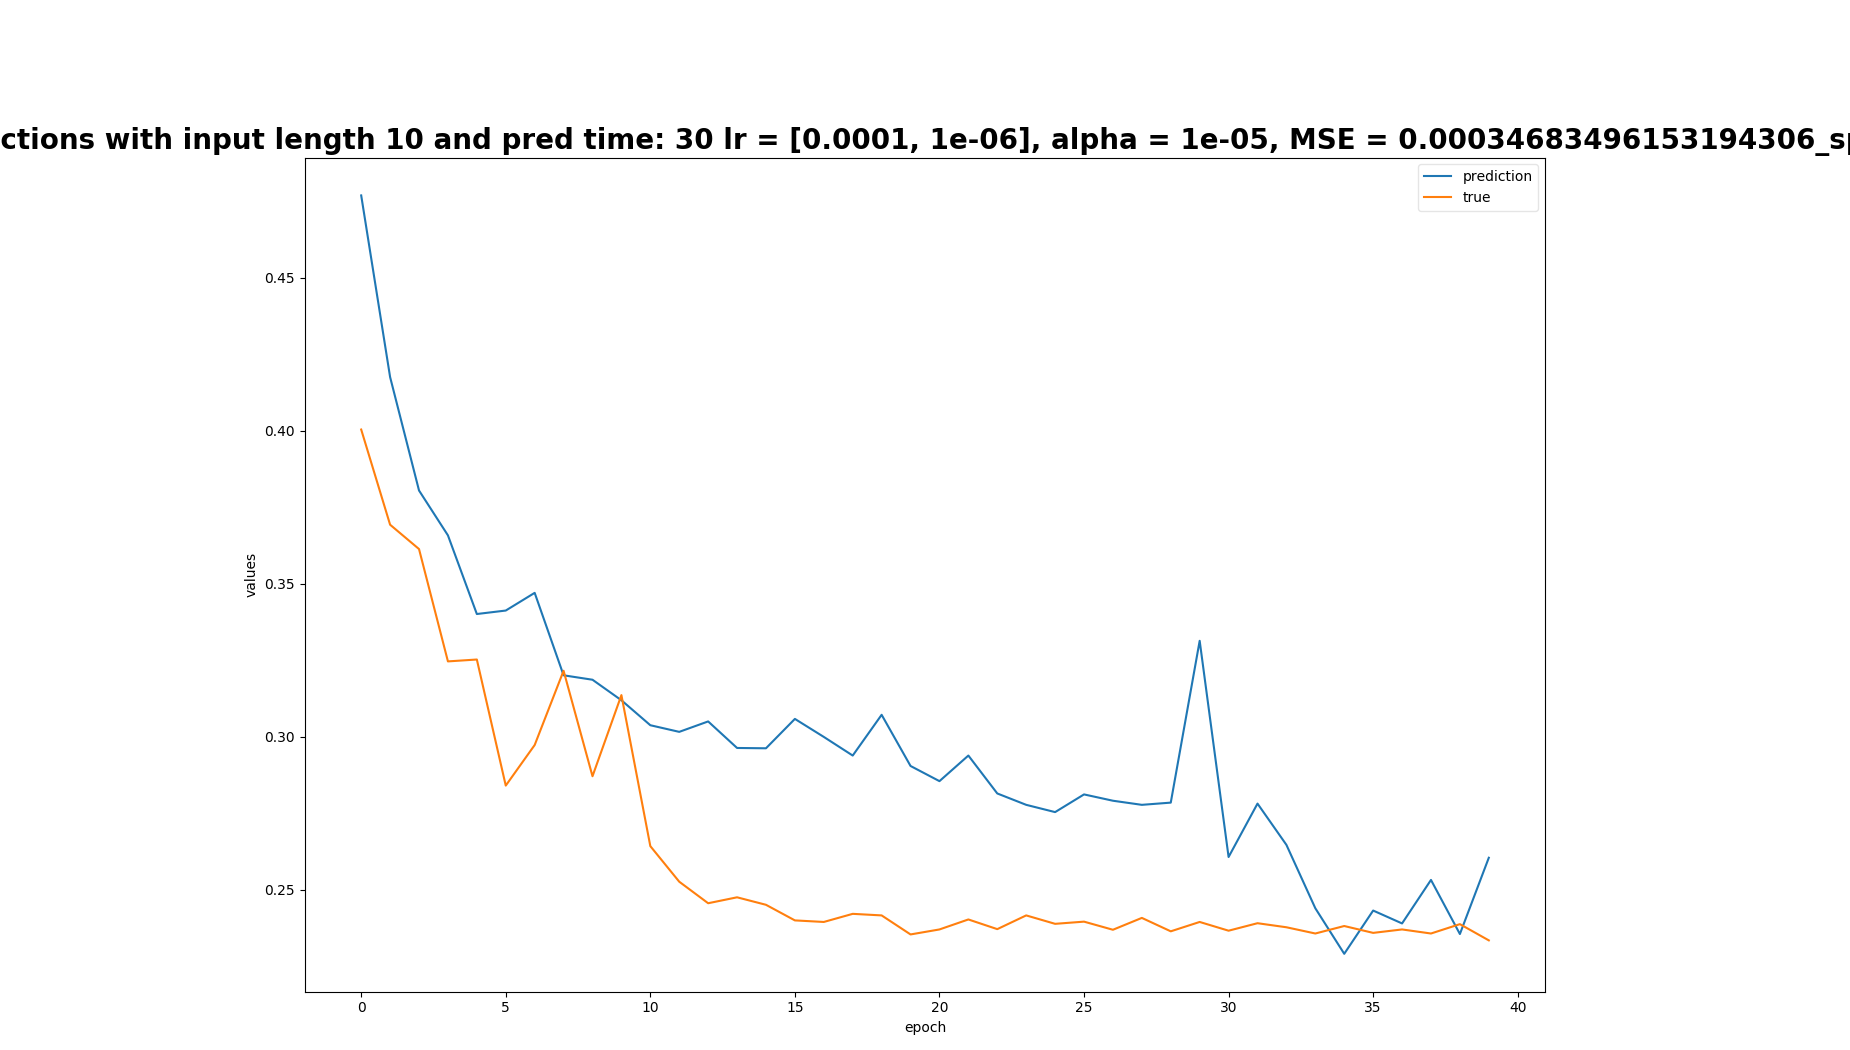 ctions with input length 10 and pred time: 30 lr = [0.0001, 1e-06], alpha = 1e-05, MSE = 0.00034683496153194306_sp
prediction
true
0.45
0.40
0.35
0.30
0.25
values
0 5 10 15 20 25 30 35 40
epoch